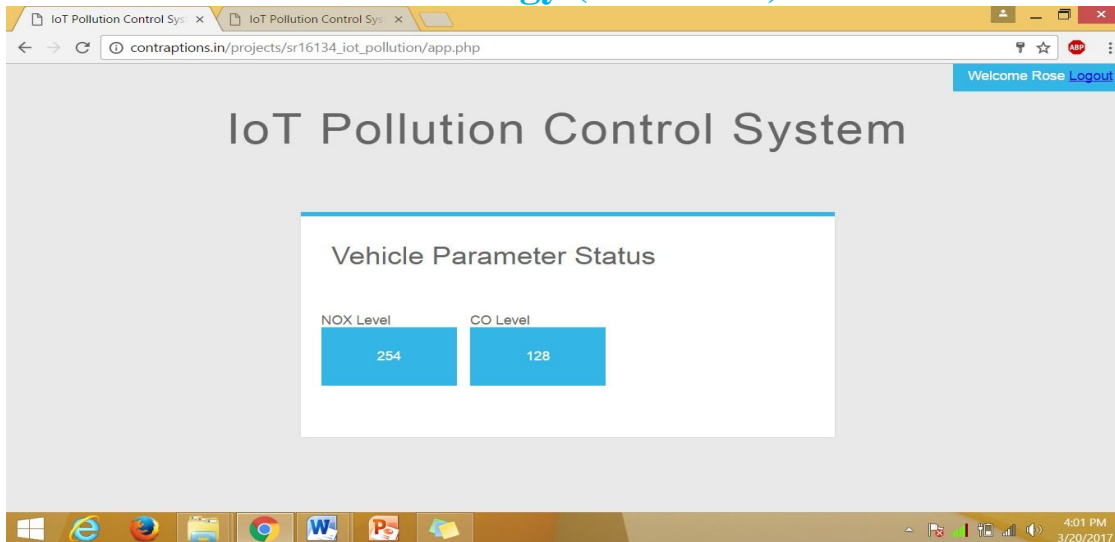 IoT Pollution Control Sys
IoT Pollution Control Sys
contraptions.in/projects/sr16134_iot_pollution/app.php
ABP
Welcome Rose Logout
IoT Pollution Control System
Vehicle Parameter Status
NOX Level CO Level
254 128
4:01 PM
3/20/2017